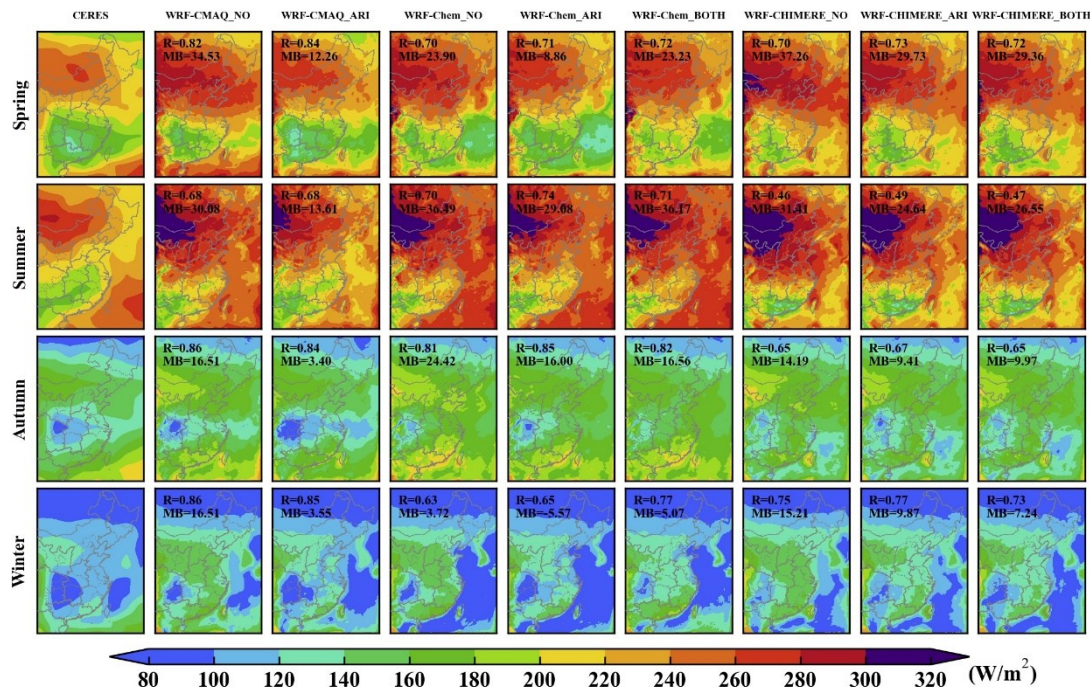 CERES WRF-CMAQ_NO WRF-CMAQ_ARI WRF-Chem_NO WRF-Chem_ARI WRF-Chem_BOTH WRF-CHIMERE_NO WRF-CHIMERE_ARI WRF-CHIMERE_BOTH
Spring
R=0.82 R=0.84 R=0.70 R=0.71 R=0.72 R=0.70 R=0.73 R=0.72
MB=34.53 MB=12.26 MB=23.90 MB=8.86 MB=23.23 MB=37.26 MB=29.73 MB=29.36
Summer
R=0.68 R=0.68 R=0.70 R=0.74 R=0.71 R=0.46 R=0.49 R=0.47
MB=30.08 MB=13.61 MB=36.49 MB=29.08 MB=36.17 MB=31.41 MB=24.64 MB=26.55
Autumn
R=0.86 R=0.84 R=0.81 R=0.85 R=0.82 R=0.65 R=0.67 R=0.65
MB=16.51 MB=3.40 MB=24.42 MB=16.00 MB=16.56 MB=14.19 MB=9.41 MB=9.97
Winter
R=0.86 R=0.85 R=0.63 R=0.65 R=0.77 R=0.75 R=0.77 R=0.73
MB=16.51 MB=3.55 MB=3.72 MB=-5.57 MB=5.07 MB=15.21 MB=9.87 MB=7.24
80 100 120 140 160 180 200 220 240 260 280 300 320 (W/m²)